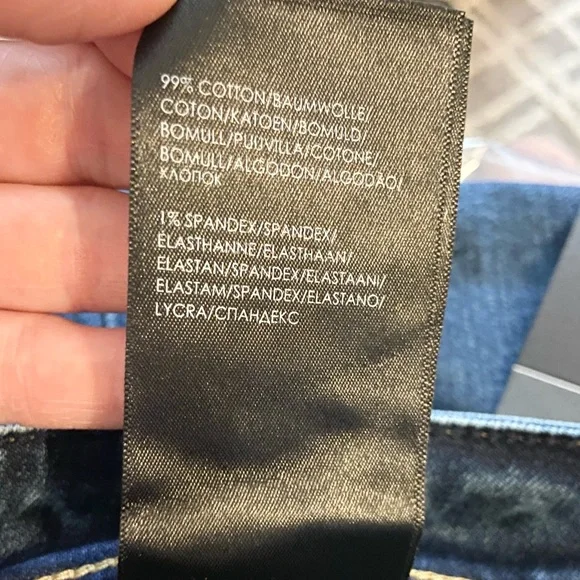 99% COTTON/BAUMWOLLE/
COTON/KATOEN/BOMULD/
BOMULL/PUUVILLA/COTONE/
BOMULL/ALGODON/ALGODAO/
ХЛОПОК
1% SPANDEX/SPANDEX/
ELASTHANNE/ELASTHAAN/
ELASTAN/SPANDEX/ELASTAANI/
ELASTAM/SPANDEX/ELASTANO/
LYCRA/СПАНДЕКС